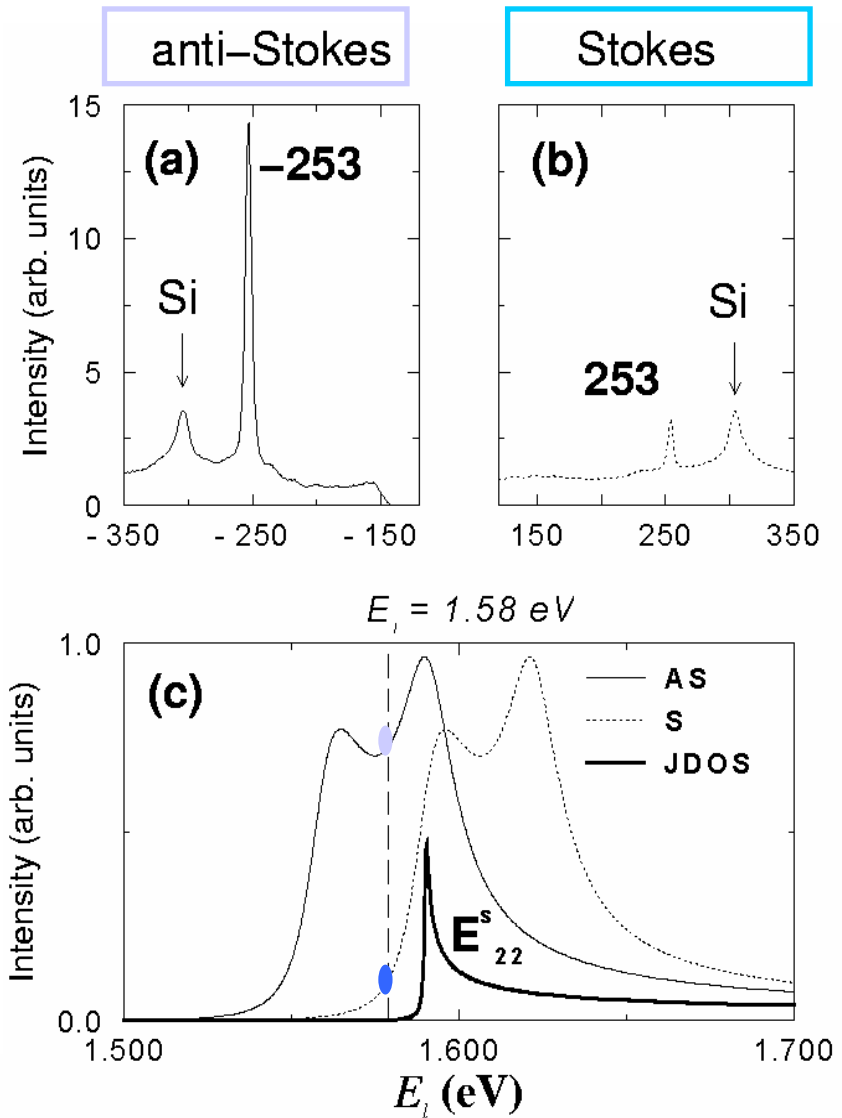 anti–Stokes
Stokes
Intensity (arb. units)
15
10
5
0
(a)
–253
Si
- 350
- 250
- 150
(b)
253
Si
150
250
350
E_l = 1.58 eV
Intensity (arb. units)
1.0
0.0
(c)
AS
S
JDOS
E^s_22
1.500
1.600
1.700
E_l (eV)